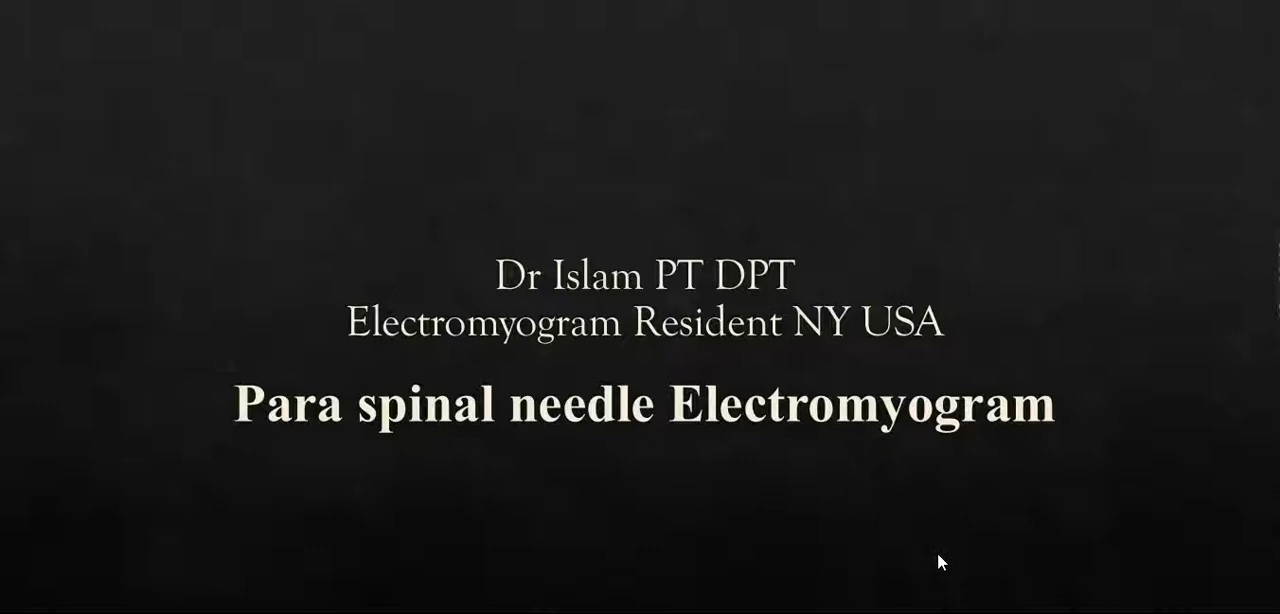 Dr Islam PT DPT
Electromyogram Resident NY USA
Para spinal needle Electromyogram